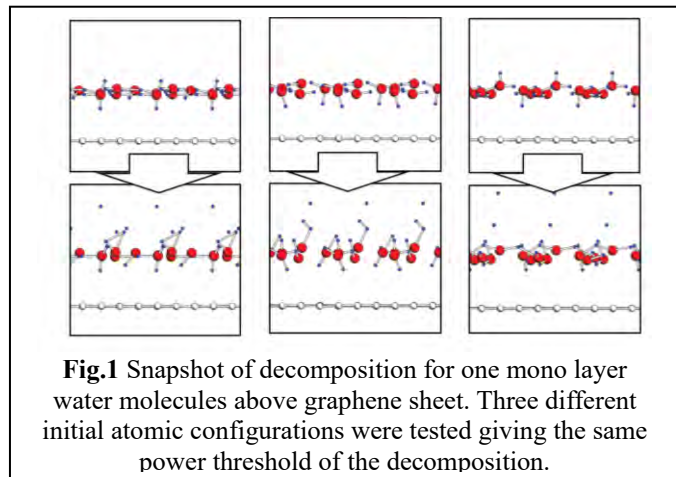 Fig.1 Snapshot of decomposition for one mono layer
water molecules above graphene sheet. Three different
initial atomic configurations were tested giving the same
power threshold of the decomposition.